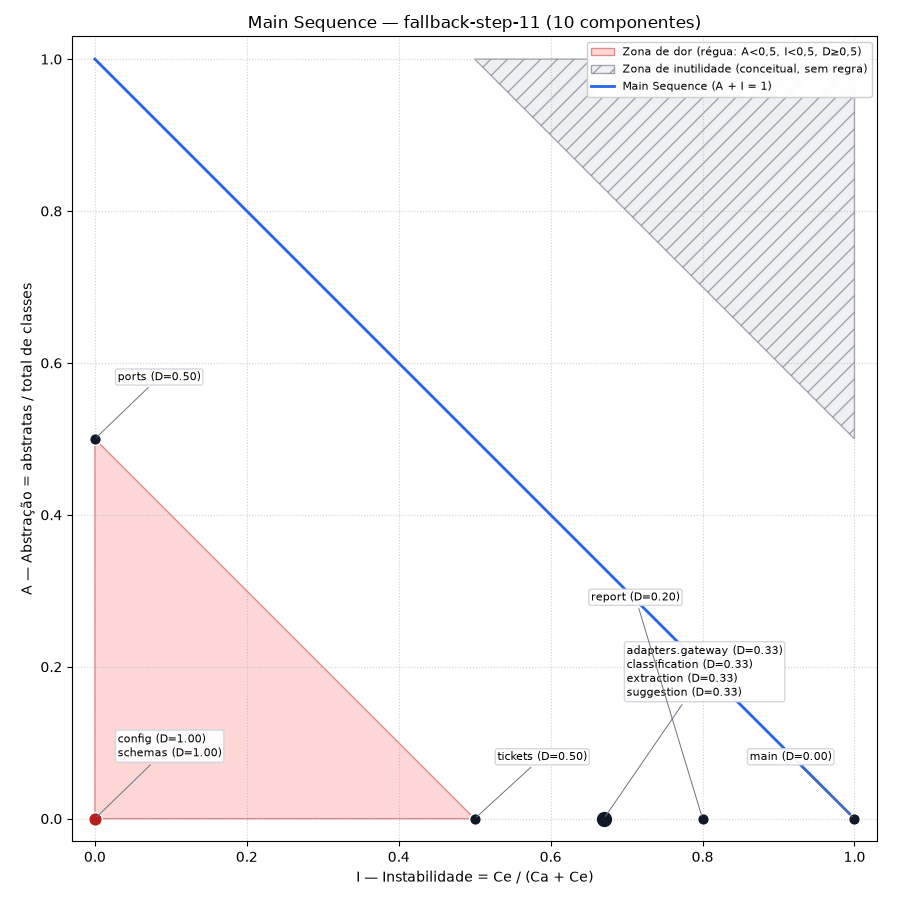 Main Sequence — fallback-step-11 (10 componentes)
Zona de dor (régua: A<0,5, I<0,5, D≥0,5)
Zona de inutilidade (conceitual, sem regra)
Main Sequence (A + I = 1)
1.0
0.8
0.6
0.4
0.2
0.0
A — Abstração = abstratas / total de classes
ports (D=0.50)
report (D=0.20)
adapters.gateway (D=0.33)
classification (D=0.33)
extraction (D=0.33)
suggestion (D=0.33)
config (D=1.00)
schemas (D=1.00)
tickets (D=0.50)
main (D=0.00)
0.0
0.2
0.4
0.6
0.8
1.0
I — Instabilidade = Ce / (Ca + Ce)